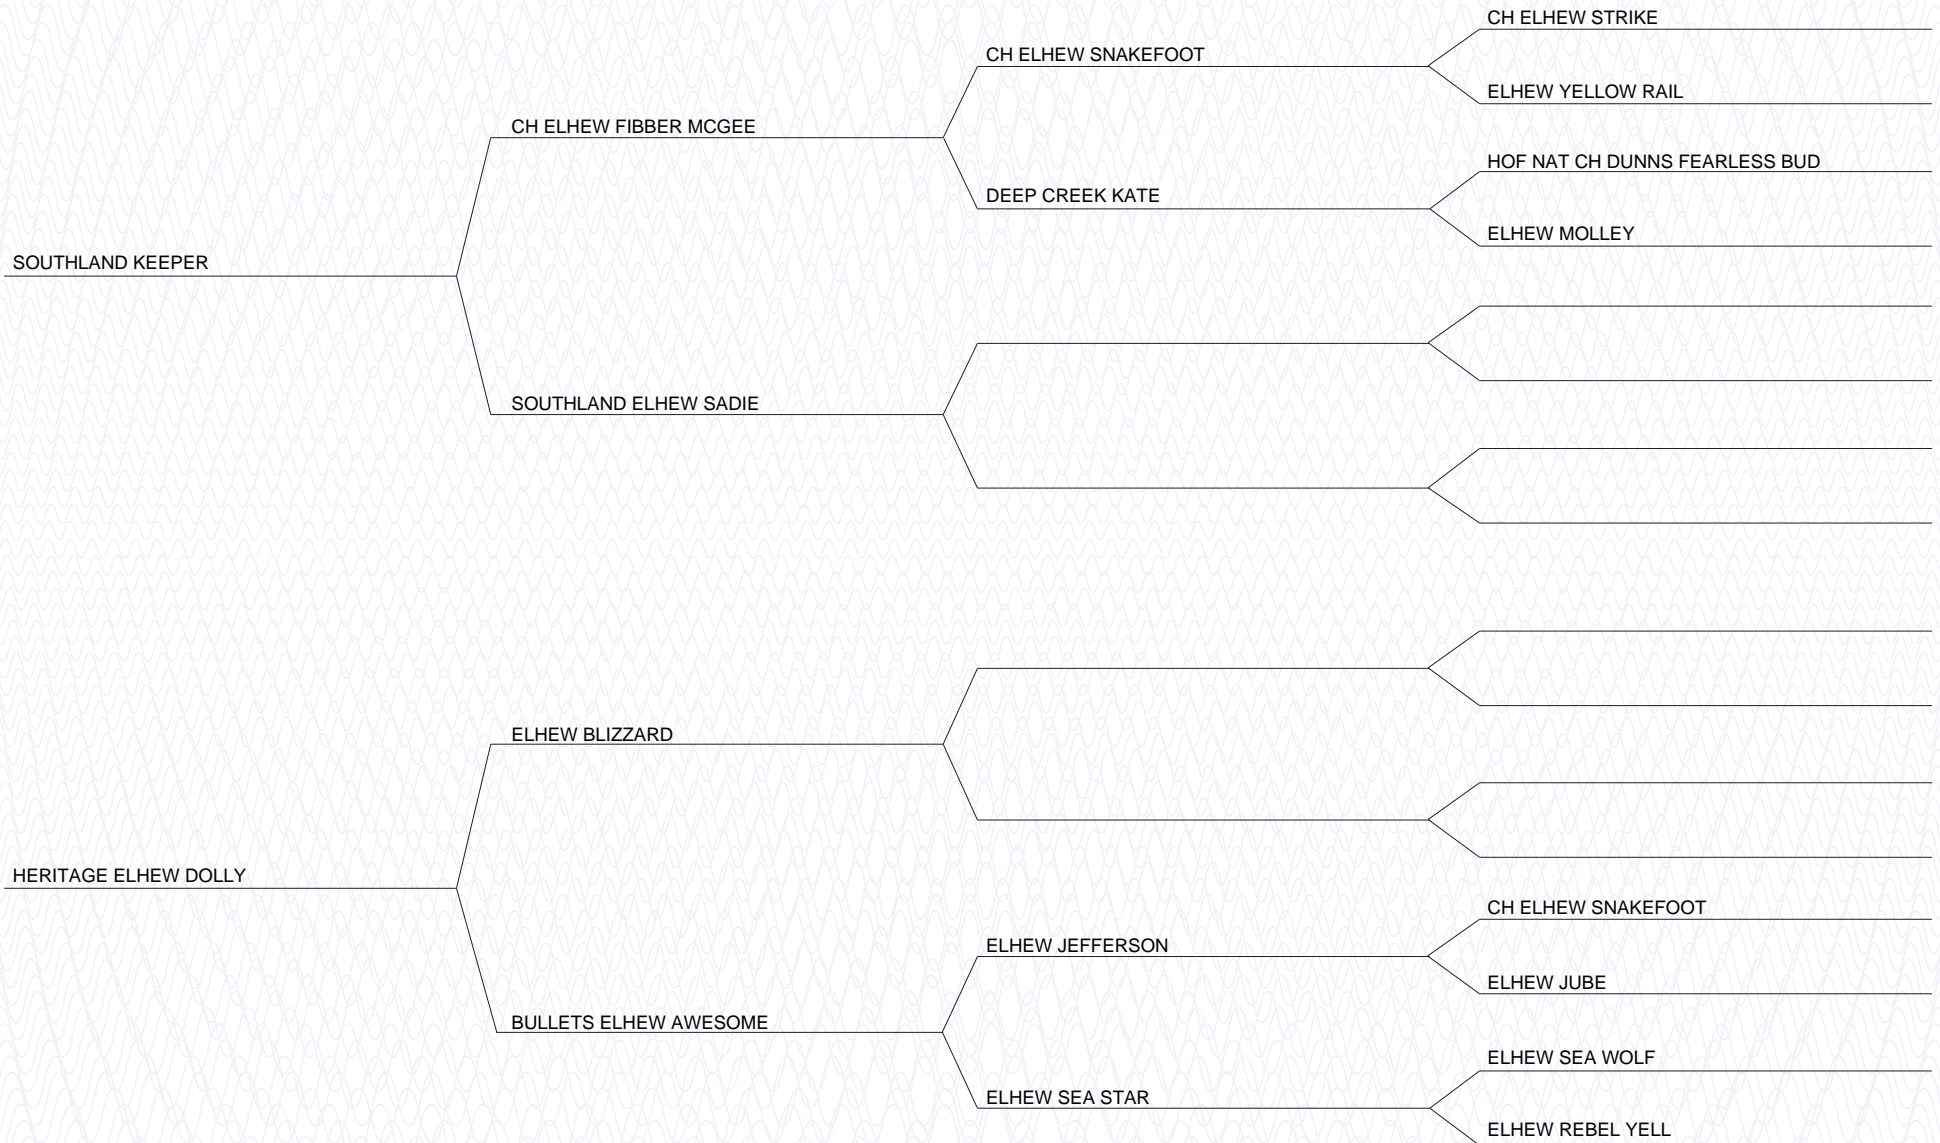 CH ELHEW STRIKE
CH ELHEW SNAKEFOOT
ELHEW YELLOW RAIL
CH ELHEW FIBBER MCGEE
HOF NAT CH DUNNS FEARLESS BUD
DEEP CREEK KATE
ELHEW MOLLEY
SOUTHLAND KEEPER
SOUTHLAND ELHEW SADIE
ELHEW BLIZZARD
HERITAGE ELHEW DOLLY
CH ELHEW SNAKEFOOT
ELHEW JEFFERSON
ELHEW JUBE
BULLETS ELHEW AWESOME
ELHEW SEA WOLF
ELHEW SEA STAR
ELHEW REBEL YELL